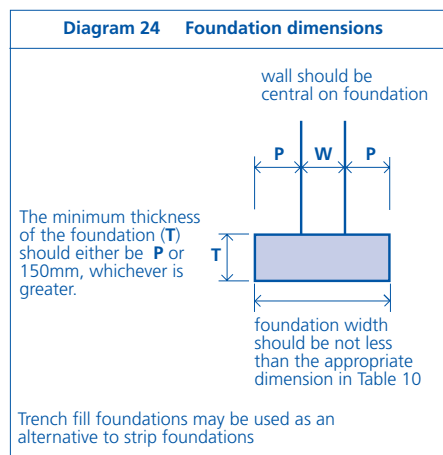 Diagram 24 Foundation dimensions
wall should be
central on foundation
P W P
The minimum thickness
of the foundation (T)
should either be P or
150mm, whichever is
greater.
T
foundation width
should be not less
than the appropriate
dimension in Table 10
Trench fill foundations may be used as an
alternative to strip foundations